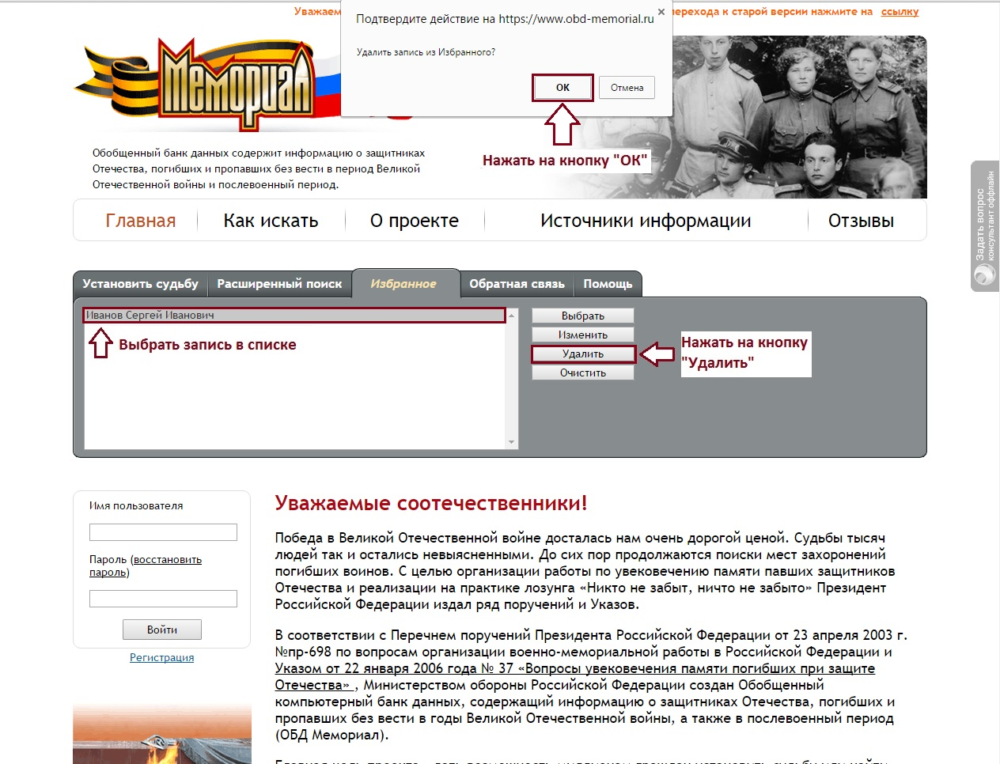 Уважаем
перехода к старой версии нажмите на ссылку
Подтвердите действие на https://www.obd-memorial.ru
Удалить запись из Избранного?
ОК
Отмена
Нажать на кнопку "ОК"
Мемориал
Обобщенный банк данных содержит информацию о защитниках
Отечества, погибших и пропавших без вести в период Великой
Отечественной войны и послевоенный период.
Задать вопрос
консультант оффлайн
Главная
Как искать
О проекте
Источники информации
Отзывы
Установить судьбу
Расширенный поиск
Избранное
Обратная связь
Помощь
Иванов Сергей Иванович
Выбрать запись в списке
Выбрать
Изменить
Удалить
Очистить
Нажать на кнопку
"Удалить"
Имя пользователя
Пароль (восстановить
пароль)
Войти
Регистрация
Уважаемые соотечественники!
Победа в Великой Отечественной войне досталась нам очень дорогой ценой. Судьбы тысяч
людей так и остались невыясненными. До сих пор продолжаются поиски мест захоронений
погибших воинов. С целью организации работы по увековечению памяти павших защитников
Отечества и реализации на практике лозунга «Никто не забыт, ничто не забыто» Президент
Российской Федерации издал ряд поручений и Указов.
В соответствии с Перечнем поручений Президента Российской Федерации от 23 апреля 2003 г.
№пр-698 по вопросам организации военно-мемориальной работы в Российской Федерации и
Указом от 22 января 2006 года № 37 «Вопросы увековечения памяти погибших при защите
Отечества» , Министерством обороны Российской Федерации создан Обобщенный
компьютерный банк данных, содержащий информацию о защитниках Отечества, погибших и
пропавших без вести в годы Великой Отечественной войны, а также в послевоенный период
(ОБД Мемориал).